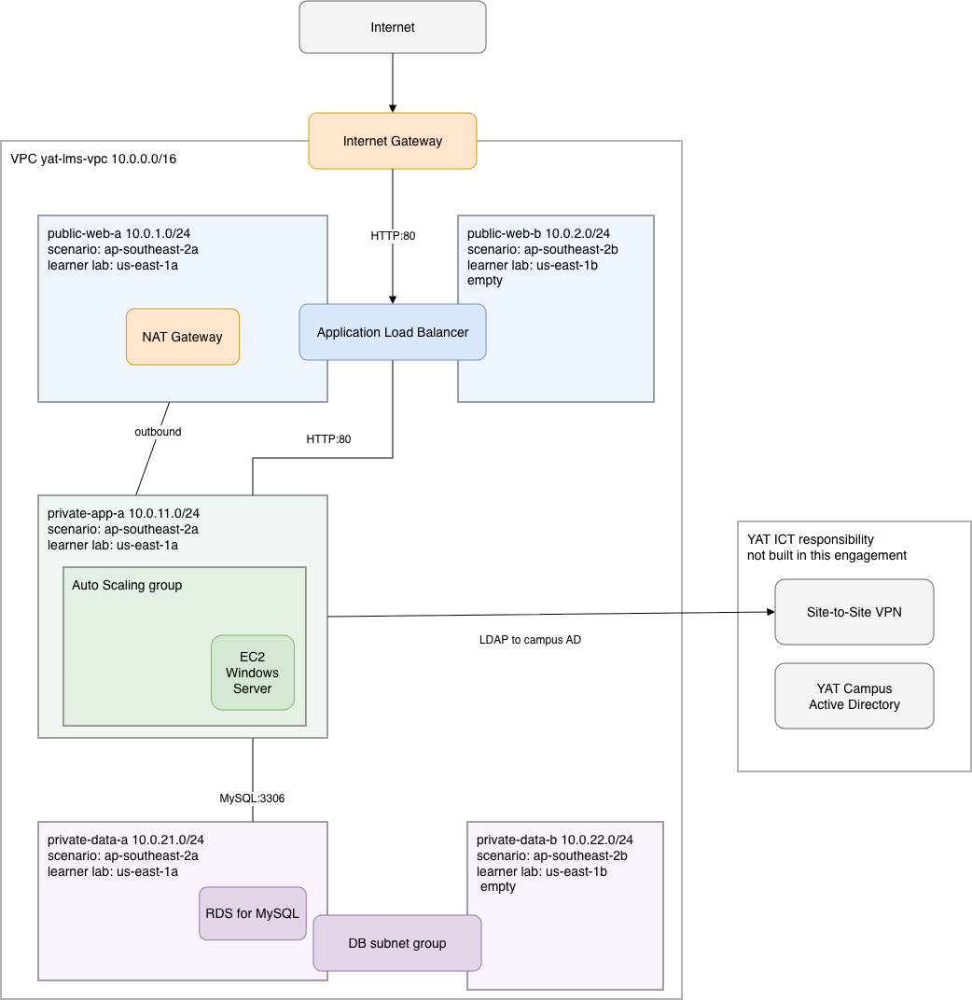 Internet
Internet Gateway
VPC yat-lms-vpc 10.0.0.0/16
public-web-a 10.0.1.0/24
scenario: ap-southeast-2a
learner lab: us-east-1a
HTTP:80
public-web-b 10.0.2.0/24
scenario: ap-southeast-2b
learner lab: us-east-1b
empty
NAT Gateway
Application Load Balancer
outbound
HTTP:80
private-app-a 10.0.11.0/24
scenario: ap-southeast-2a
learner lab: us-east-1a
Auto Scaling group
EC2
Windows
Server
YAT ICT responsibility
not built in this engagement
Site-to-Site VPN
LDAP to campus AD
YAT Campus
Active Directory
MySQL:3306
private-data-a 10.0.21.0/24
scenario: ap-southeast-2a
learner lab: us-east-1a
RDS for MySQL
private-data-b 10.0.22.0/24
scenario: ap-southeast-2b
learner lab: us-east-1b
empty
DB subnet group